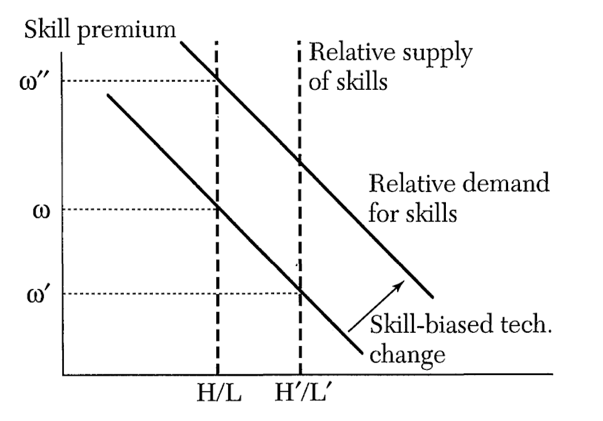 Skill premium
Relative supply
of skills
ω″
Relative demand
for skills
ω
ω′
Skill-biased tech.
change
H/L
H′/L′